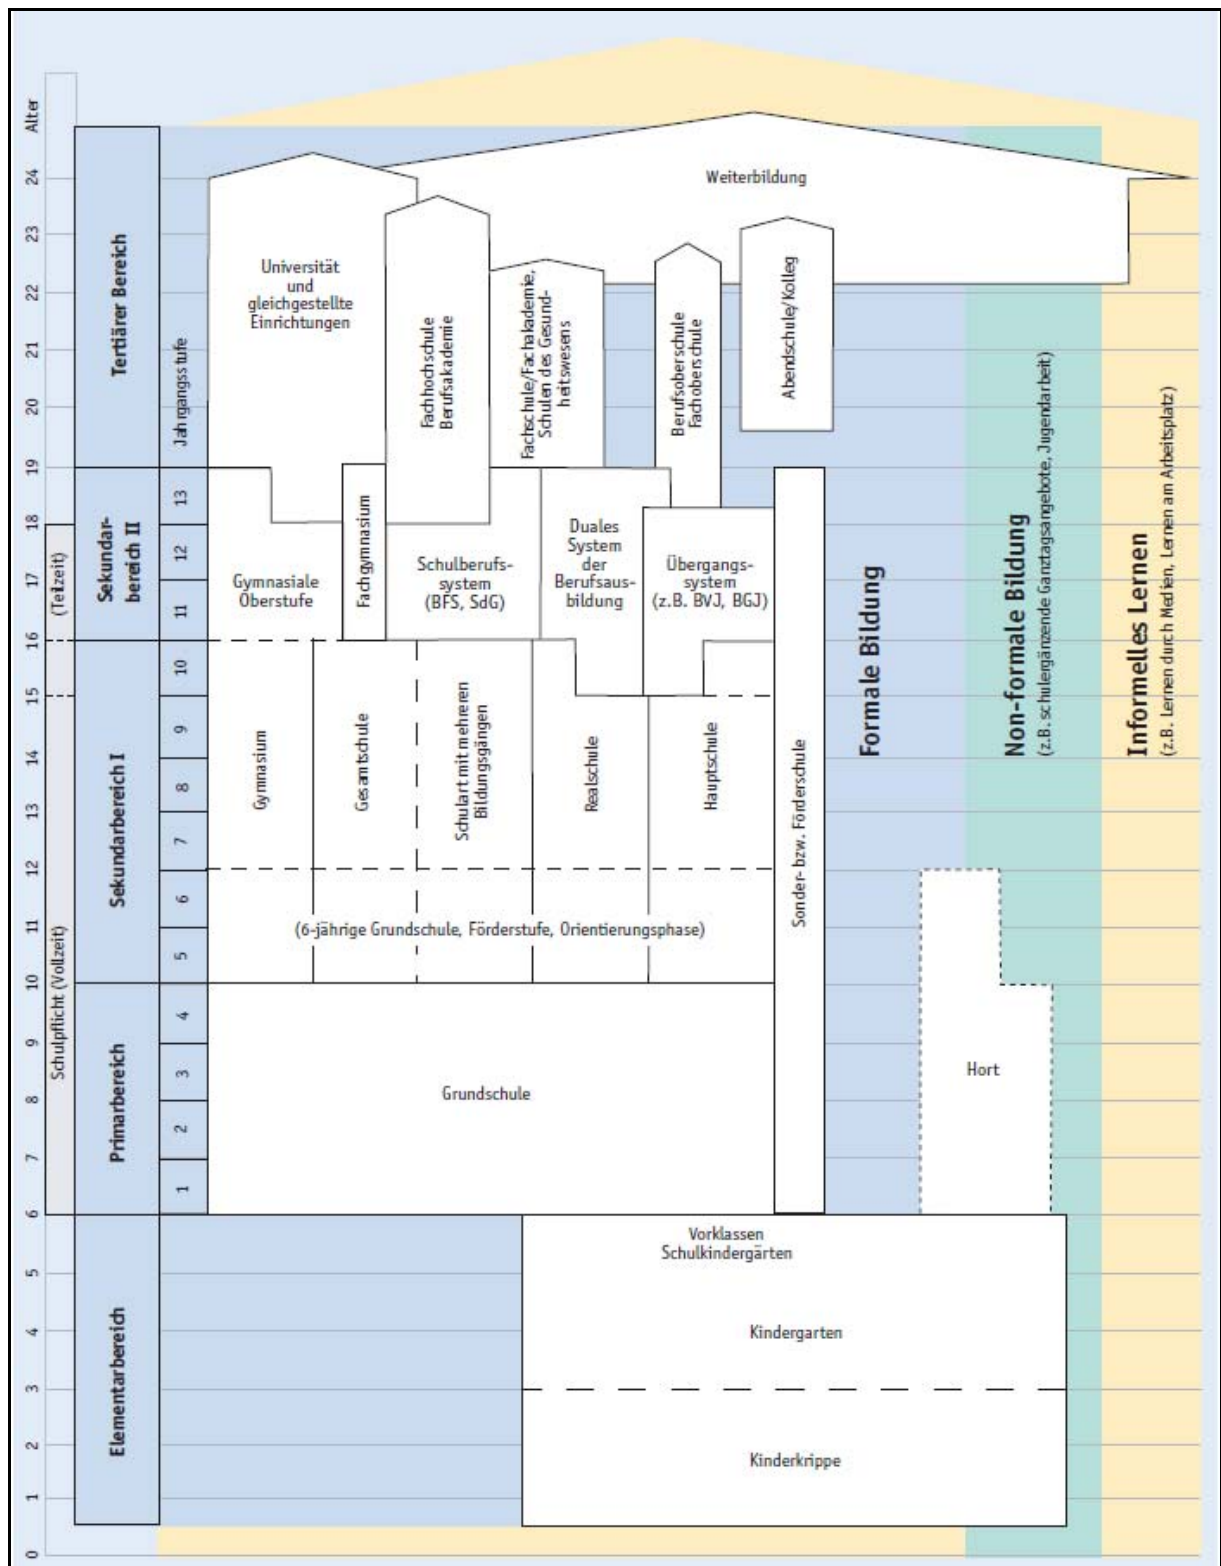 Alter
24
23
22
21
20
19
18
17
16
15
14
13
12
11
10
9
8
7
6
5
4
3
2
1
0
(Teilzeit)
Schulpflicht (Vollzeit)
Tertiärer Bereich
Sekundar-
bereich II
Sekundarbereich I
Primarbereich
Elementarbereich
Jahrgangsstufe
13
12
11
10
9
8
7
6
5
4
3
2
1
Weiterbildung
Universität
und
gleichgestellte
Einrichtungen
Fachhochschule
Berufsakademie
Fachschule/Fachakademie,
Schulen des Gesund-
heitswesens
Berufsoberschule
Fachoberschule
Abendschule/Kolleg
Gymnasiale
Oberstufe
Fachgymnasium
Schulberufs-
system
(BFS, SdG)
Duales
System
der
Berufsaus-
bildung
Übergangs-
system
(z.B. BVJ, BGJ)
Gymnasium
Gesamtschule
Schulart mit mehreren
Bildungsgängen
Realschule
Hauptschule
Sonder- bzw. Förderschule
(6-jährige Grundschule, Förderstufe, Orientierungsphase)
Grundschule
Formale Bildung
Non-formale Bildung
(z.B. schulergänzende Ganztagsangebote, Jugendarbeit)
Informelles Lernen
(z.B. Lernen durch Medien, Lernen am Arbeitsplatz)
Hort
Vorklassen
Schulkindergärten
Kindergarten
Kinderkrippe